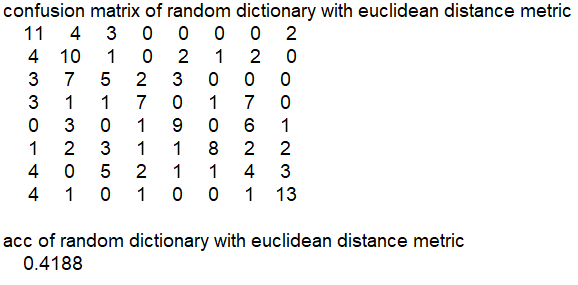 confusion matrix of random dictionary with euclidean distance metric
11 4 3 0 0 0 0 2
4 10 1 0 2 1 2 0
3 7 5 2 3 0 0 0
3 1 1 7 0 1 7 0
0 3 0 1 9 0 6 1
1 2 3 1 1 8 2 2
4 0 5 2 1 1 4 3
4 1 0 1 0 0 1 13
acc of random dictionary with euclidean distance metric
0.4188